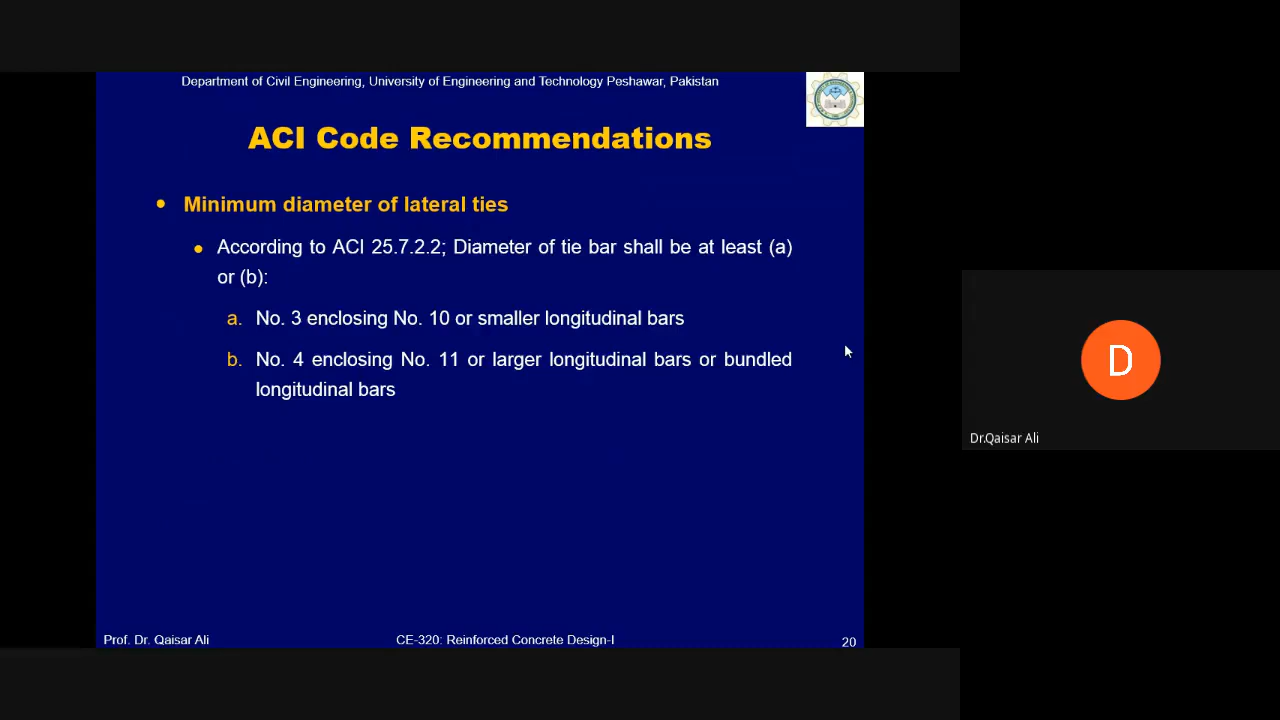 Department of Civil Engineering, University of Engineering and Technology Peshawar, Pakistan
ACI Code Recommendations
• Minimum diameter of lateral ties
• According to ACI 25.7.2.2; Diameter of tie bar shall be at least (a)
or (b):
a. No. 3 enclosing No. 10 or smaller longitudinal bars
b. No. 4 enclosing No. 11 or larger longitudinal bars or bundled
longitudinal bars
D
Dr.Qaisar Ali
Prof. Dr. Qaisar Ali
CE-320: Reinforced Concrete Design-I
20